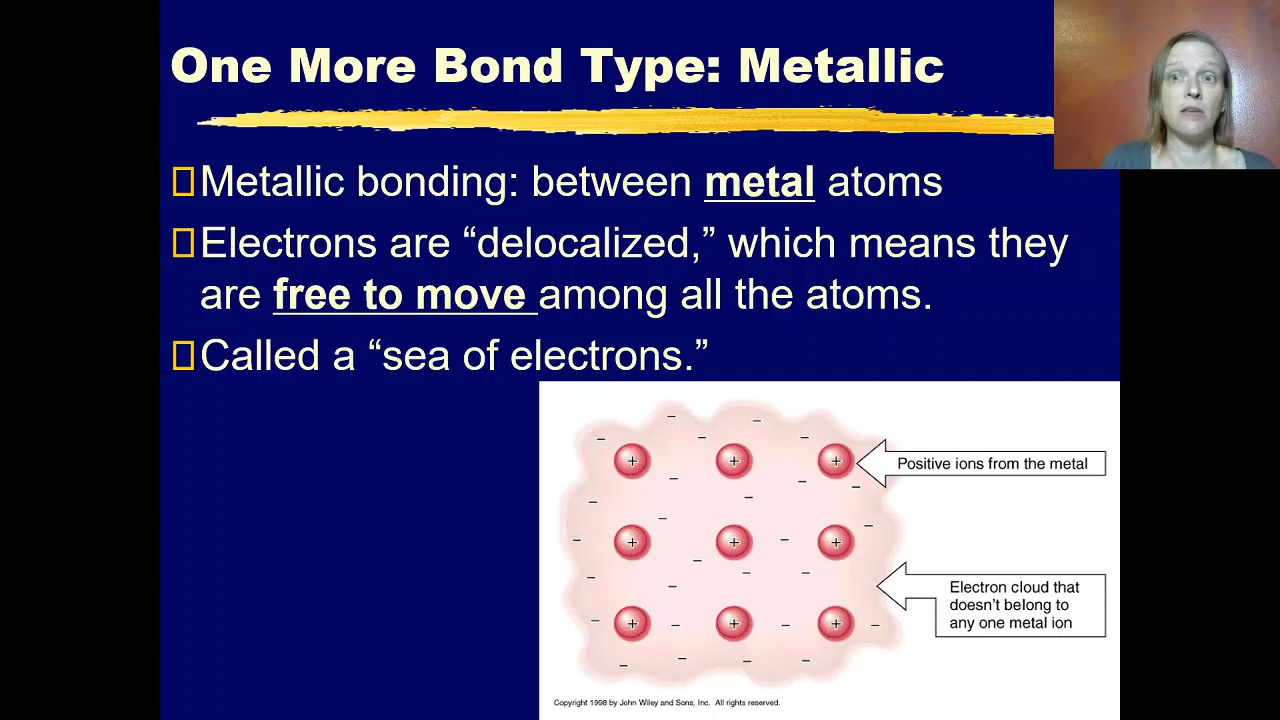 One More Bond Type: Metallic
Metallic bonding: between metal atoms
Electrons are “delocalized,” which means they
are free to move among all the atoms.
Called a “sea of electrons.”
Positive ions from the metal
Electron cloud that
doesn’t belong to
any one metal ion
Copyright 1998 by John Wiley and Sons, Inc. All rights reserved.